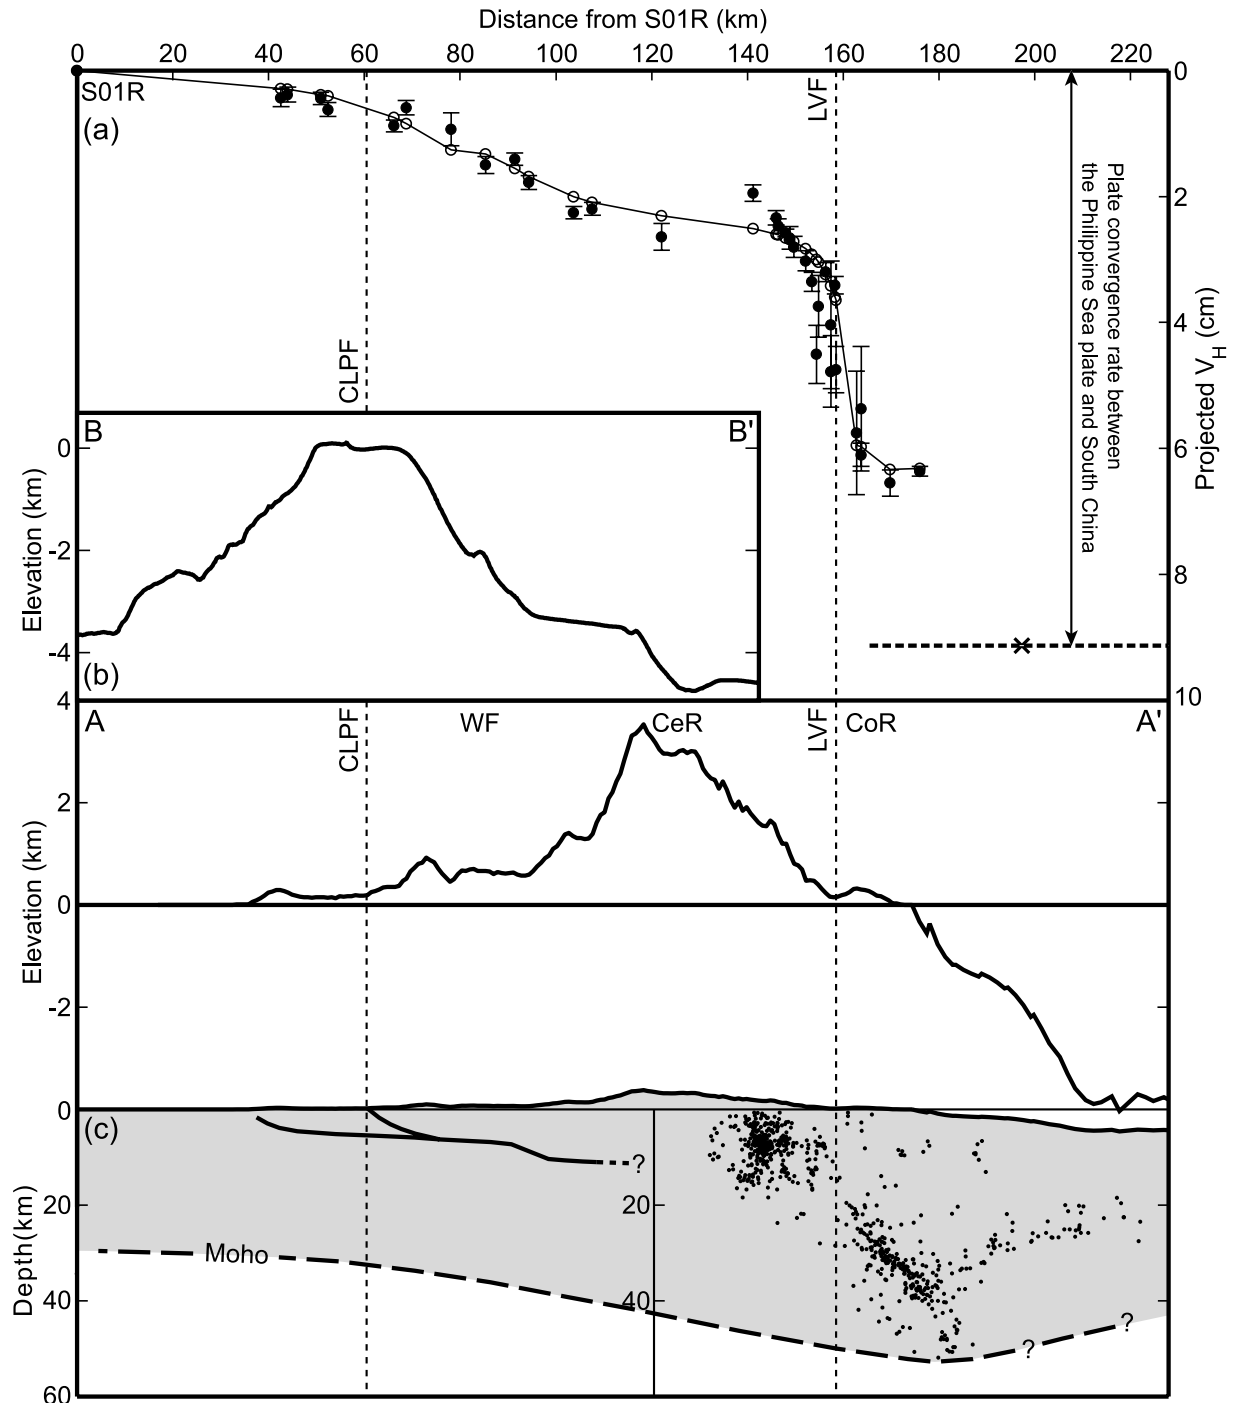 Distance from S01R (km)
0 20 40 60 80 100 120 140 160 180 200 220
S01R
(a)
CLPF
LVF
0
2
4
6
8
10
Projected V_H (cm)
Plate convergence rate between
the Philippine Sea plate and South China
B B'
0
-2
-4
Elevation (km)
(b)
4
A WF CeR CoR A'
CLPF
LVF
2
0
-2
Elevation (km)
0
(c)
20
40
60
Depth(km)
20
40
Moho
?
?
?